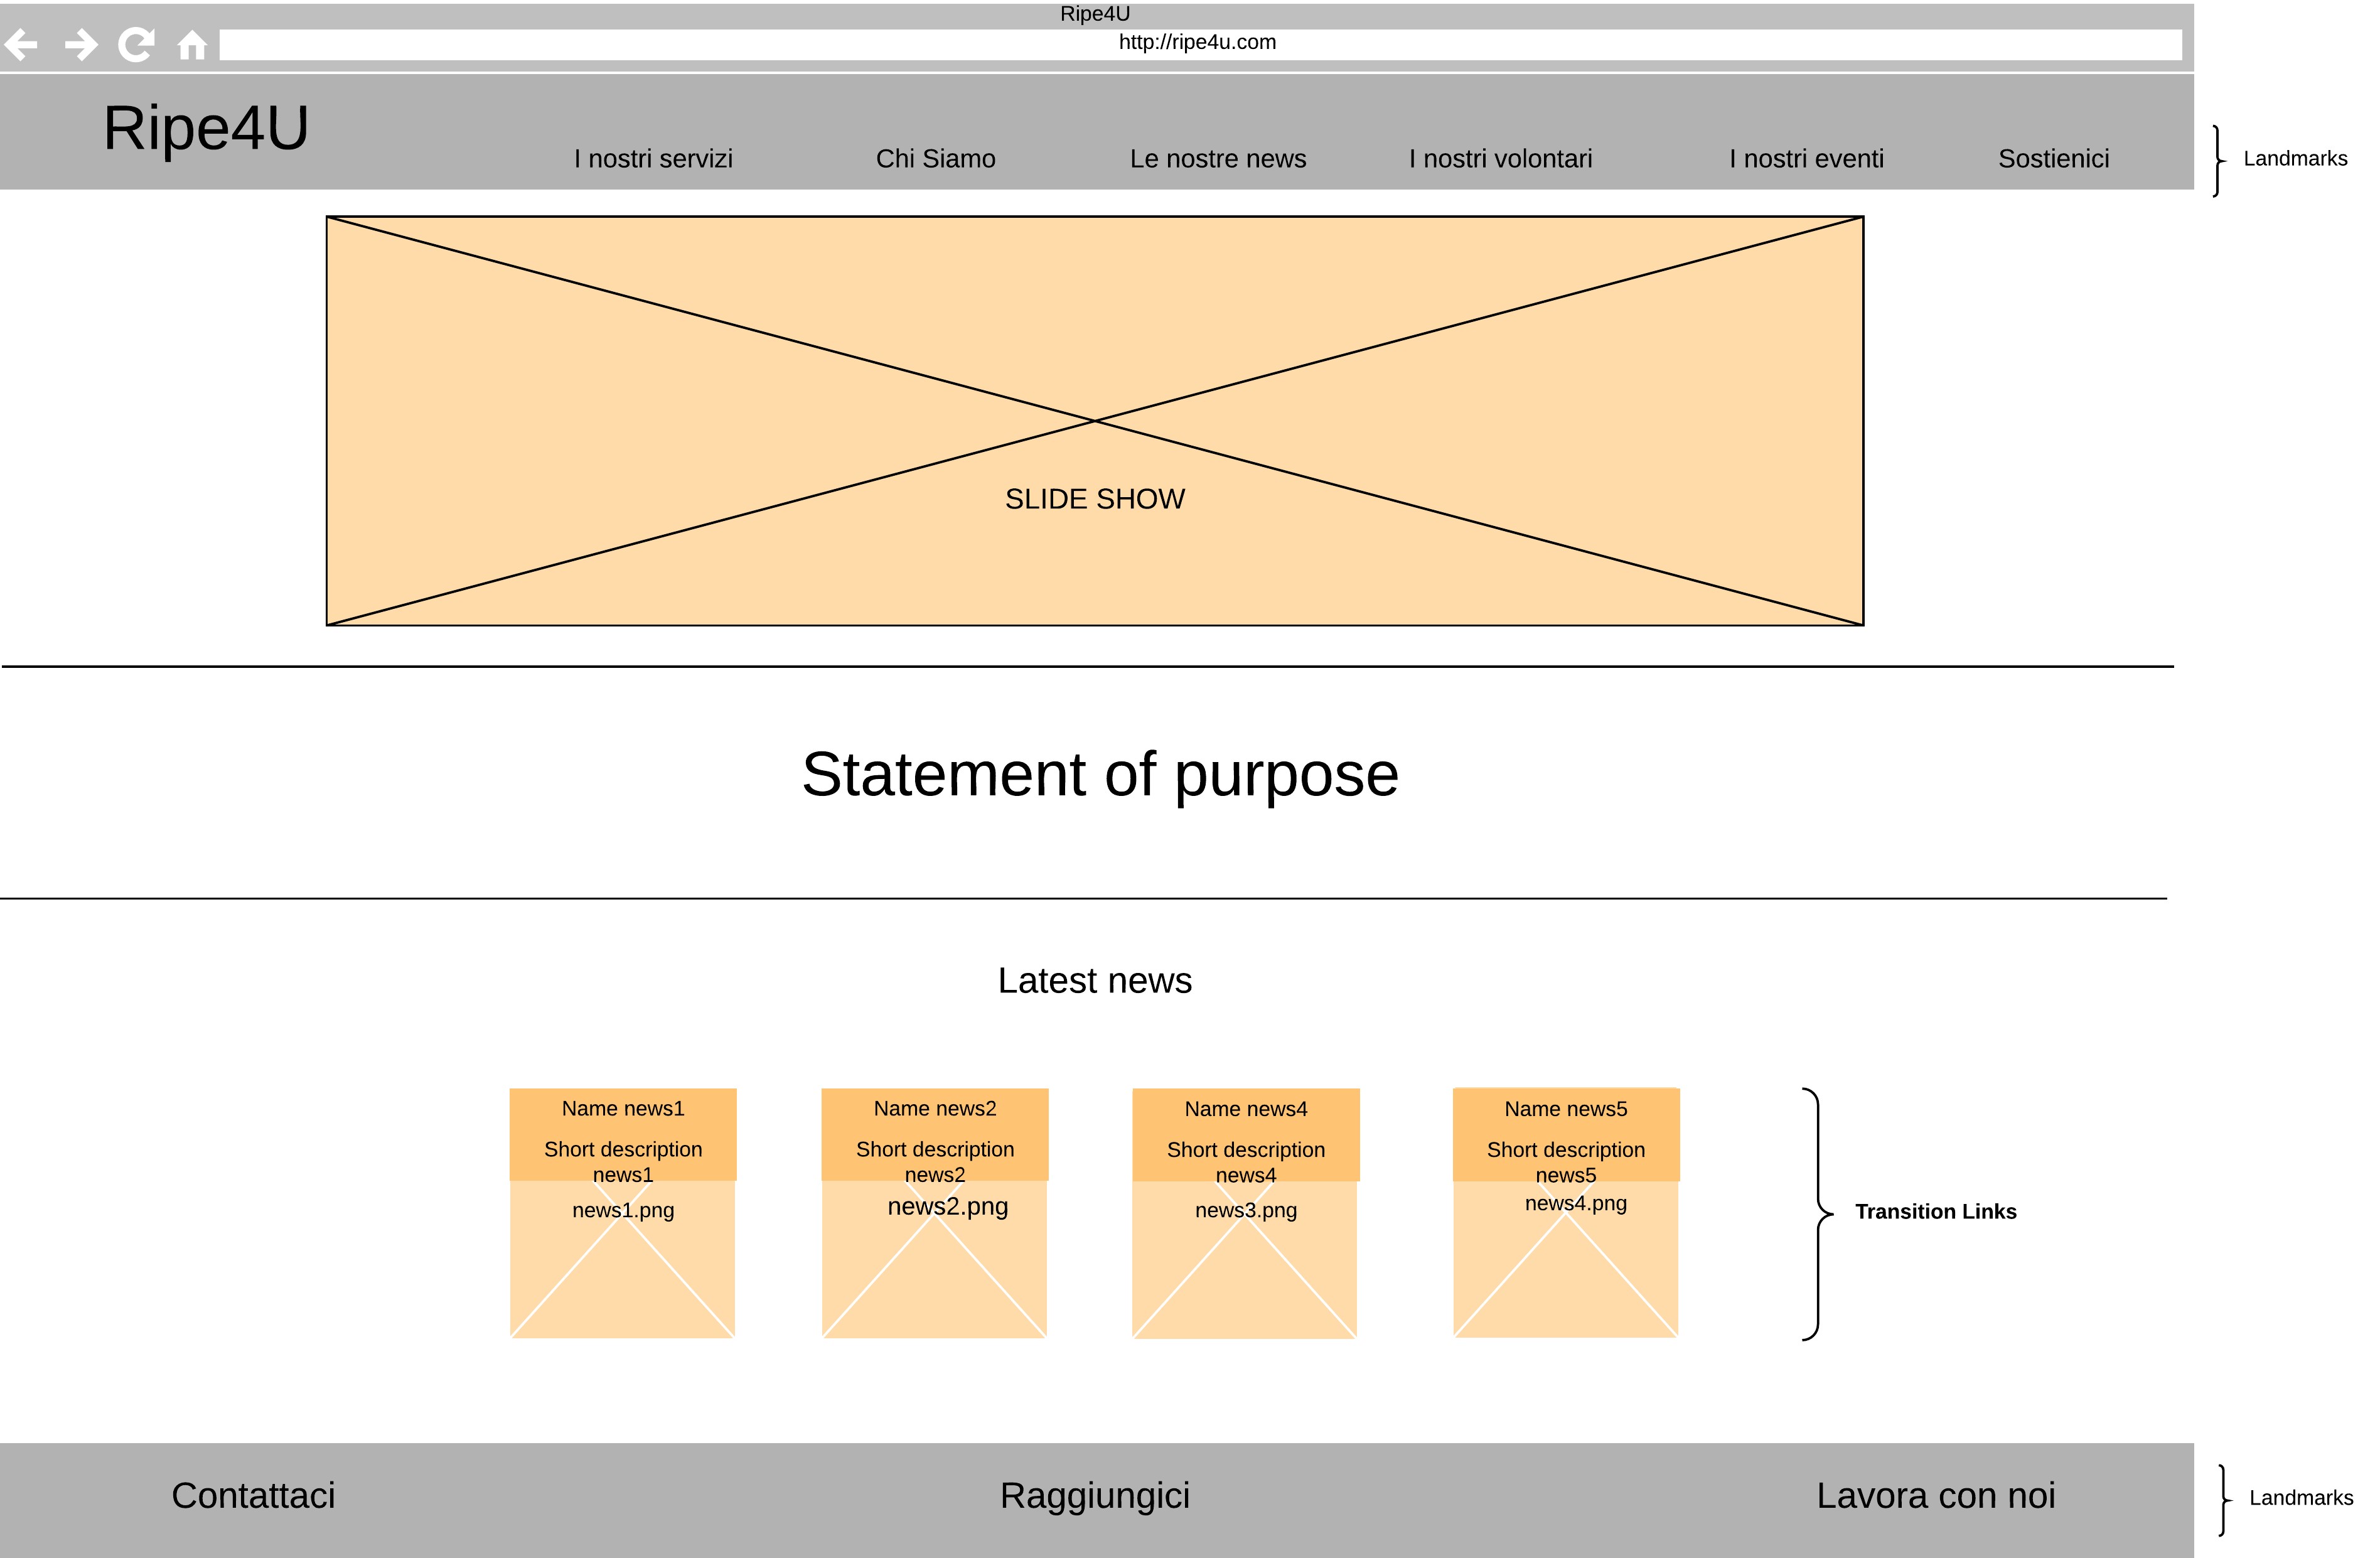 Ripe4U
http://ripe4u.com
Ripe4U
I nostri servizi
Chi Siamo
Le nostre news
I nostri volontari
I nostri eventi
Sostienici
Landmarks
SLIDE SHOW
Statement of purpose
Latest news
Name news1
Short description
news1
news1.png
Name news2
Short description
news2
news2.png
Name news4
Short description
news4
news3.png
Name news5
Short description
news5
news4.png
Transition Links
Contattaci
Raggiungici
Lavora con noi
Landmarks